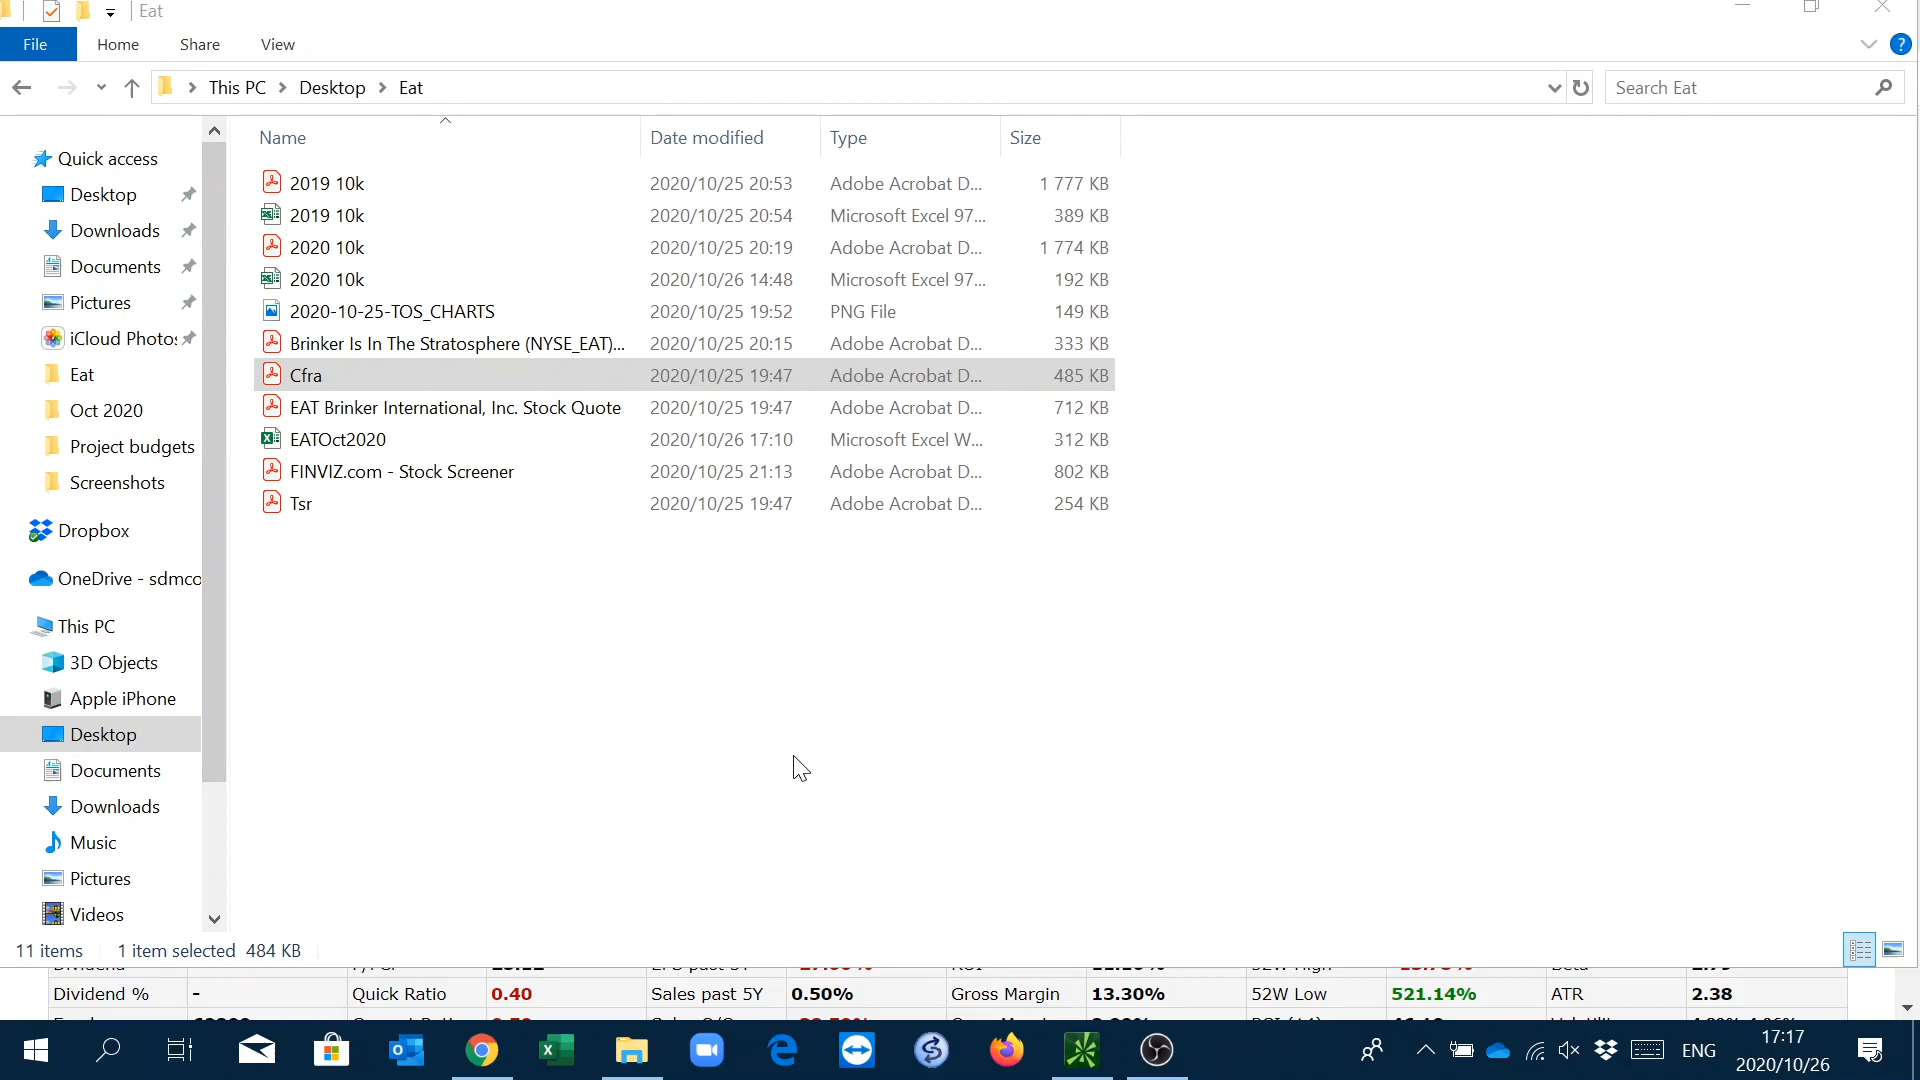 Eat
File Home Share View
This PC Desktop Eat
Search Eat
Name Date modified Type Size
2019 10k 2020/10/25 20:53 Adobe Acrobat D... 1 777 KB
2019 10k 2020/10/25 20:54 Microsoft Excel 97... 389 KB
2020 10k 2020/10/25 20:19 Adobe Acrobat D... 1 774 KB
2020 10k 2020/10/26 14:48 Microsoft Excel 97... 192 KB
2020-10-25-TOS_CHARTS 2020/10/25 19:52 PNG File 149 KB
Brinker Is In The Stratosphere (NYSE_EAT)... 2020/10/25 20:15 Adobe Acrobat D... 333 KB
Cfra 2020/10/25 19:47 Adobe Acrobat D... 485 KB
EAT Brinker International, Inc. Stock Quote 2020/10/25 19:47 Adobe Acrobat D... 712 KB
EATOct2020 2020/10/26 17:10 Microsoft Excel W... 312 KB
FINVIZ.com - Stock Screener 2020/10/25 21:13 Adobe Acrobat D... 802 KB
Tsr 2020/10/25 19:47 Adobe Acrobat D... 254 KB
Quick access
Desktop
Downloads
Documents
Pictures
iCloud Photos
Eat
Oct 2020
Project budgets
Screenshots
Dropbox
OneDrive - sdmco
This PC
3D Objects
Apple iPhone
Desktop
Documents
Downloads
Music
Pictures
Videos
11 items 1 item selected 484 KB
Dividend % - Quick Ratio 0.40 Sales past 5Y 0.50% Gross Margin 13.30% 52W Low 521.14% ATR 2.38
ENG
17:17
2020/10/26